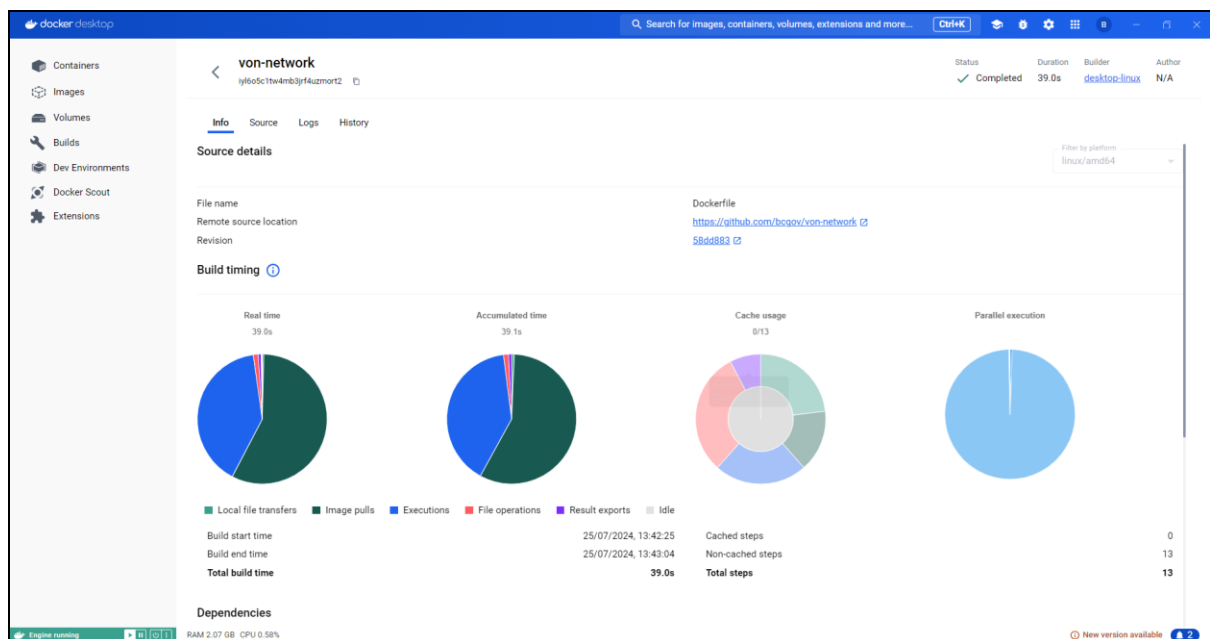 docker desktop
Search for images, containers, volumes, extensions and more...
Ctrl+K
B
Containers
Images
Volumes
Builds
Dev Environments
Docker Scout
Extensions
von-network
iyl6o5c1tw4mb3jrf4uzmort2
Status
Completed
Duration
39.0s
Builder
desktop-linux
Author
N/A
Info Source Logs History
Source details
Filter by platform
linux/amd64
File name Dockerfile
Remote source location https://github.com/bcgov/von-network
Revision 58dd883
Build timing
Real time
39.0s
Accumulated time
39.1s
Cache usage
0/13
Parallel execution
Local file transfers Image pulls Executions File operations Result exports Idle
Build start time 25/07/2024, 13:42:25
Build end time 25/07/2024, 13:43:04
Total build time 39.0s
Cached steps 0
Non-cached steps 13
Total steps 13
Dependencies
Engine running
RAM 2.07 GB CPU 0.58%
New version available
2